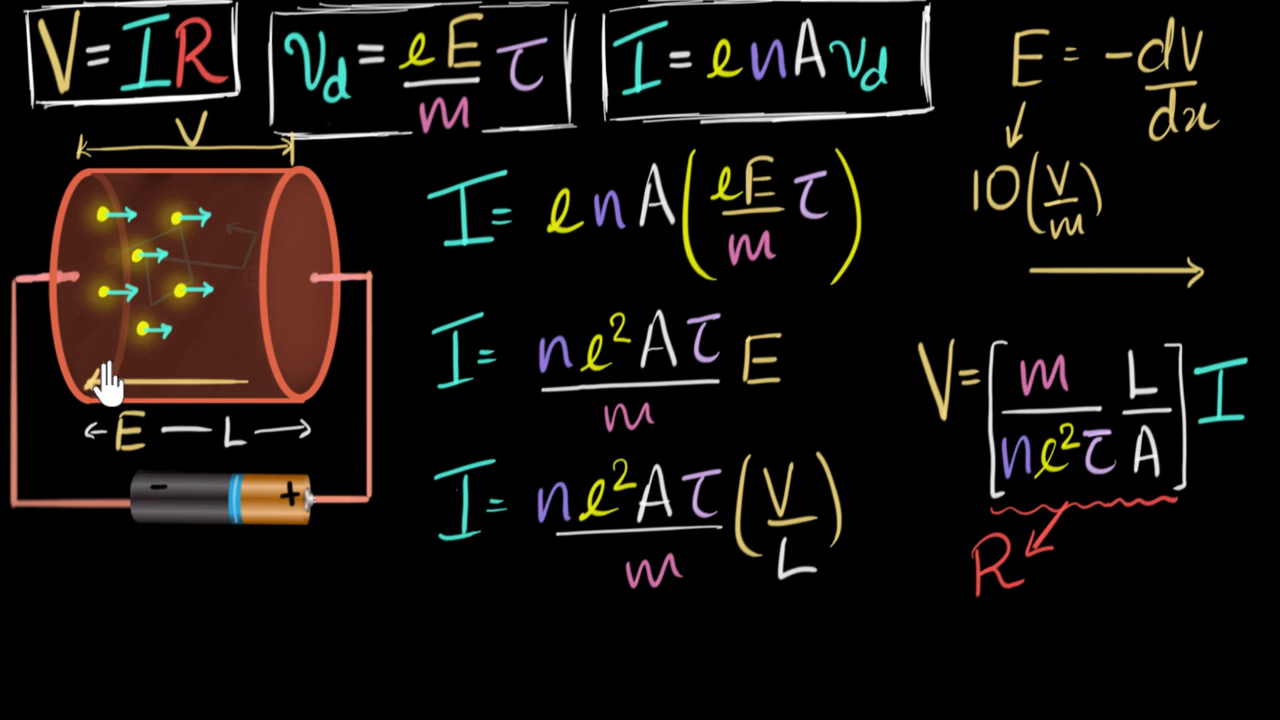 V = IR
v_d = eE/m τ
I = enAv_d
E = -dV/dx
V
10(V/m)
I = enA(eE/m τ)
I = ne²Aτ/m E
E — L
- +
I = ne²Aτ/m (V/L)
V = [m/ne²τ L/A] I
R